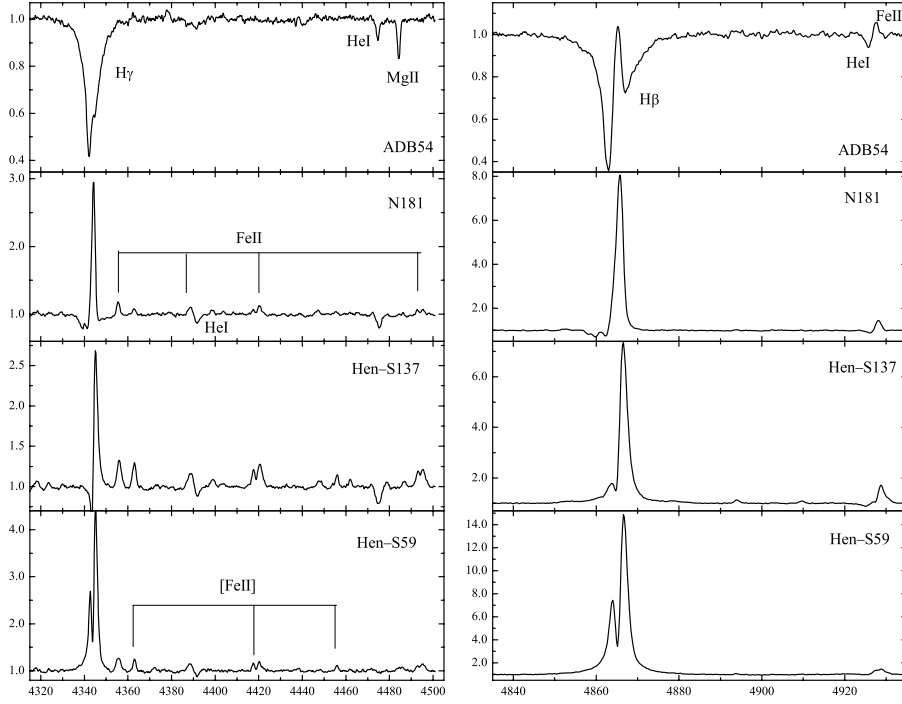 1.0
0.8
0.6
0.4
Hγ
HeI
MgII
ADB54
3.0
2.0
1.0
N181
FeII
HeI
2.5
2.0
1.5
1.0
Hen–S137
4.0
3.0
2.0
1.0
Hen–S59
[FeII]
4320 4340 4360 4380 4400 4420 4440 4460 4480 4500
1.0
0.8
0.6
0.4
FeII
HeI
Hβ
ADB54
8.0
6.0
4.0
2.0
N181
6.0
4.0
2.0
Hen–S137
14.0
12.0
10.0
8.0
6.0
4.0
2.0
Hen–S59
4840 4860 4880 4900 4920